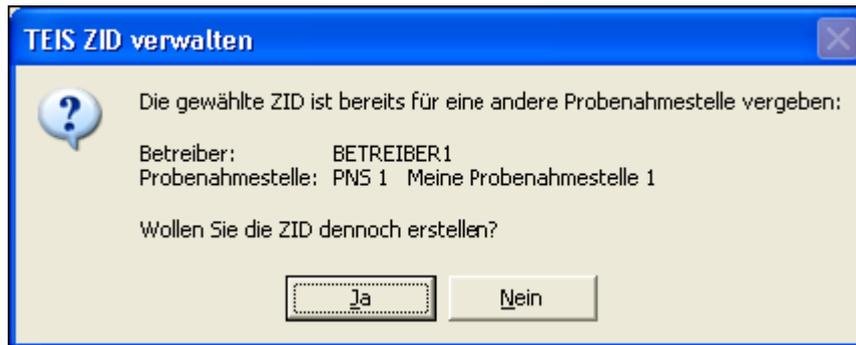 TEIS ZID verwalten
Die gewählte ZID ist bereits für eine andere Probenahmestelle vergeben:
Betreiber: BETREIBER1
Probenahmestelle: PNS 1 Meine Probenahmestelle 1
Wollen Sie die ZID dennoch erstellen?
Ja Nein